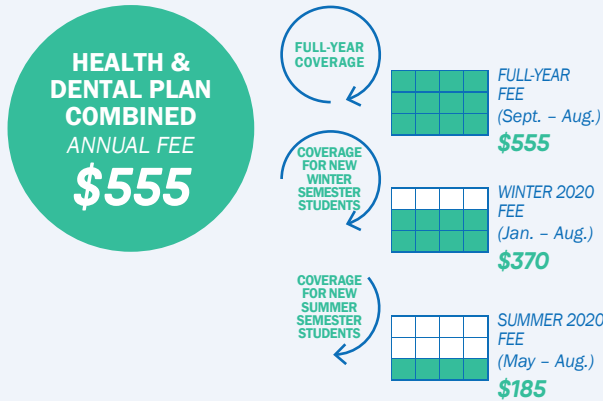 HEALTH &
DENTAL PLAN
COMBINED
ANNUAL FEE
$555
FULL-YEAR
COVERAGE
FULL-YEAR
FEE
(Sept. – Aug.)
$555
COVERAGE
FOR NEW
WINTER
SEMESTER
STUDENTS
WINTER 2020
FEE
(Jan. – Aug.)
$370
COVERAGE
FOR NEW
SUMMER
SEMESTER
STUDENTS
SUMMER 2020
FEE
(May – Aug.)
$185